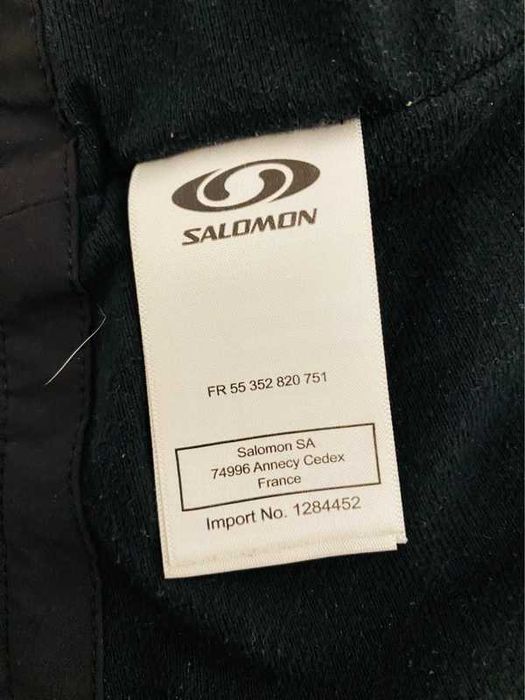 SALOMON
FR 55 352 820 751
Salomon SA
74996 Annecy Cedex
France
Import No. 1284452